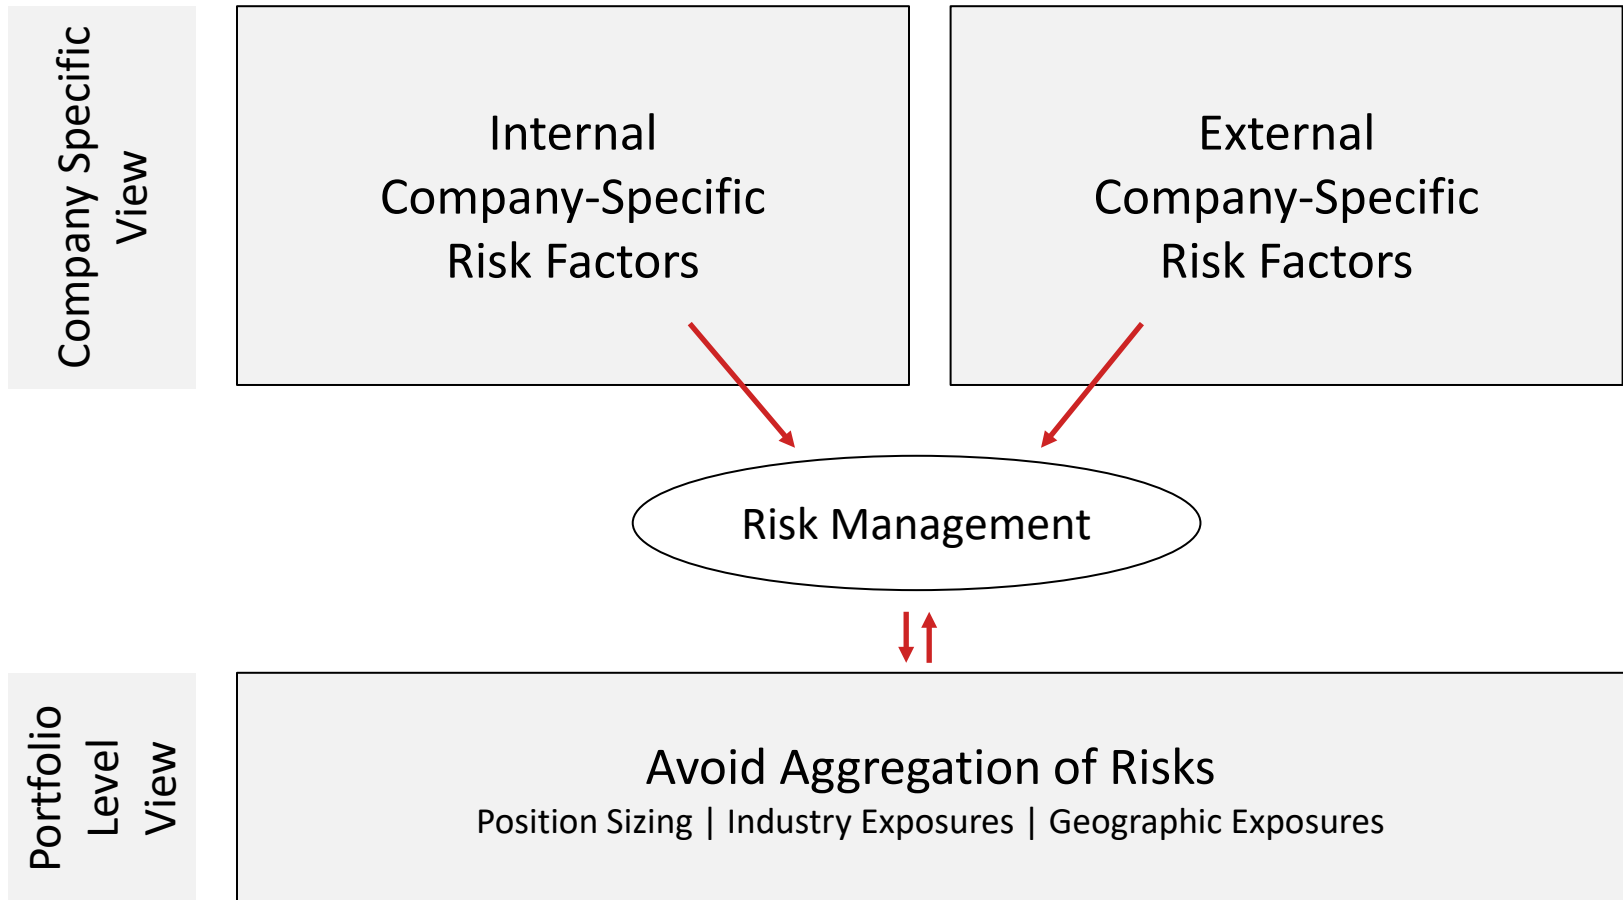 Company Specific
View
Internal
Company-Specific
Risk Factors
External
Company-Specific
Risk Factors
Risk Management
Portfolio
Level
View
Avoid Aggregation of Risks
Position Sizing | Industry Exposures | Geographic Exposures